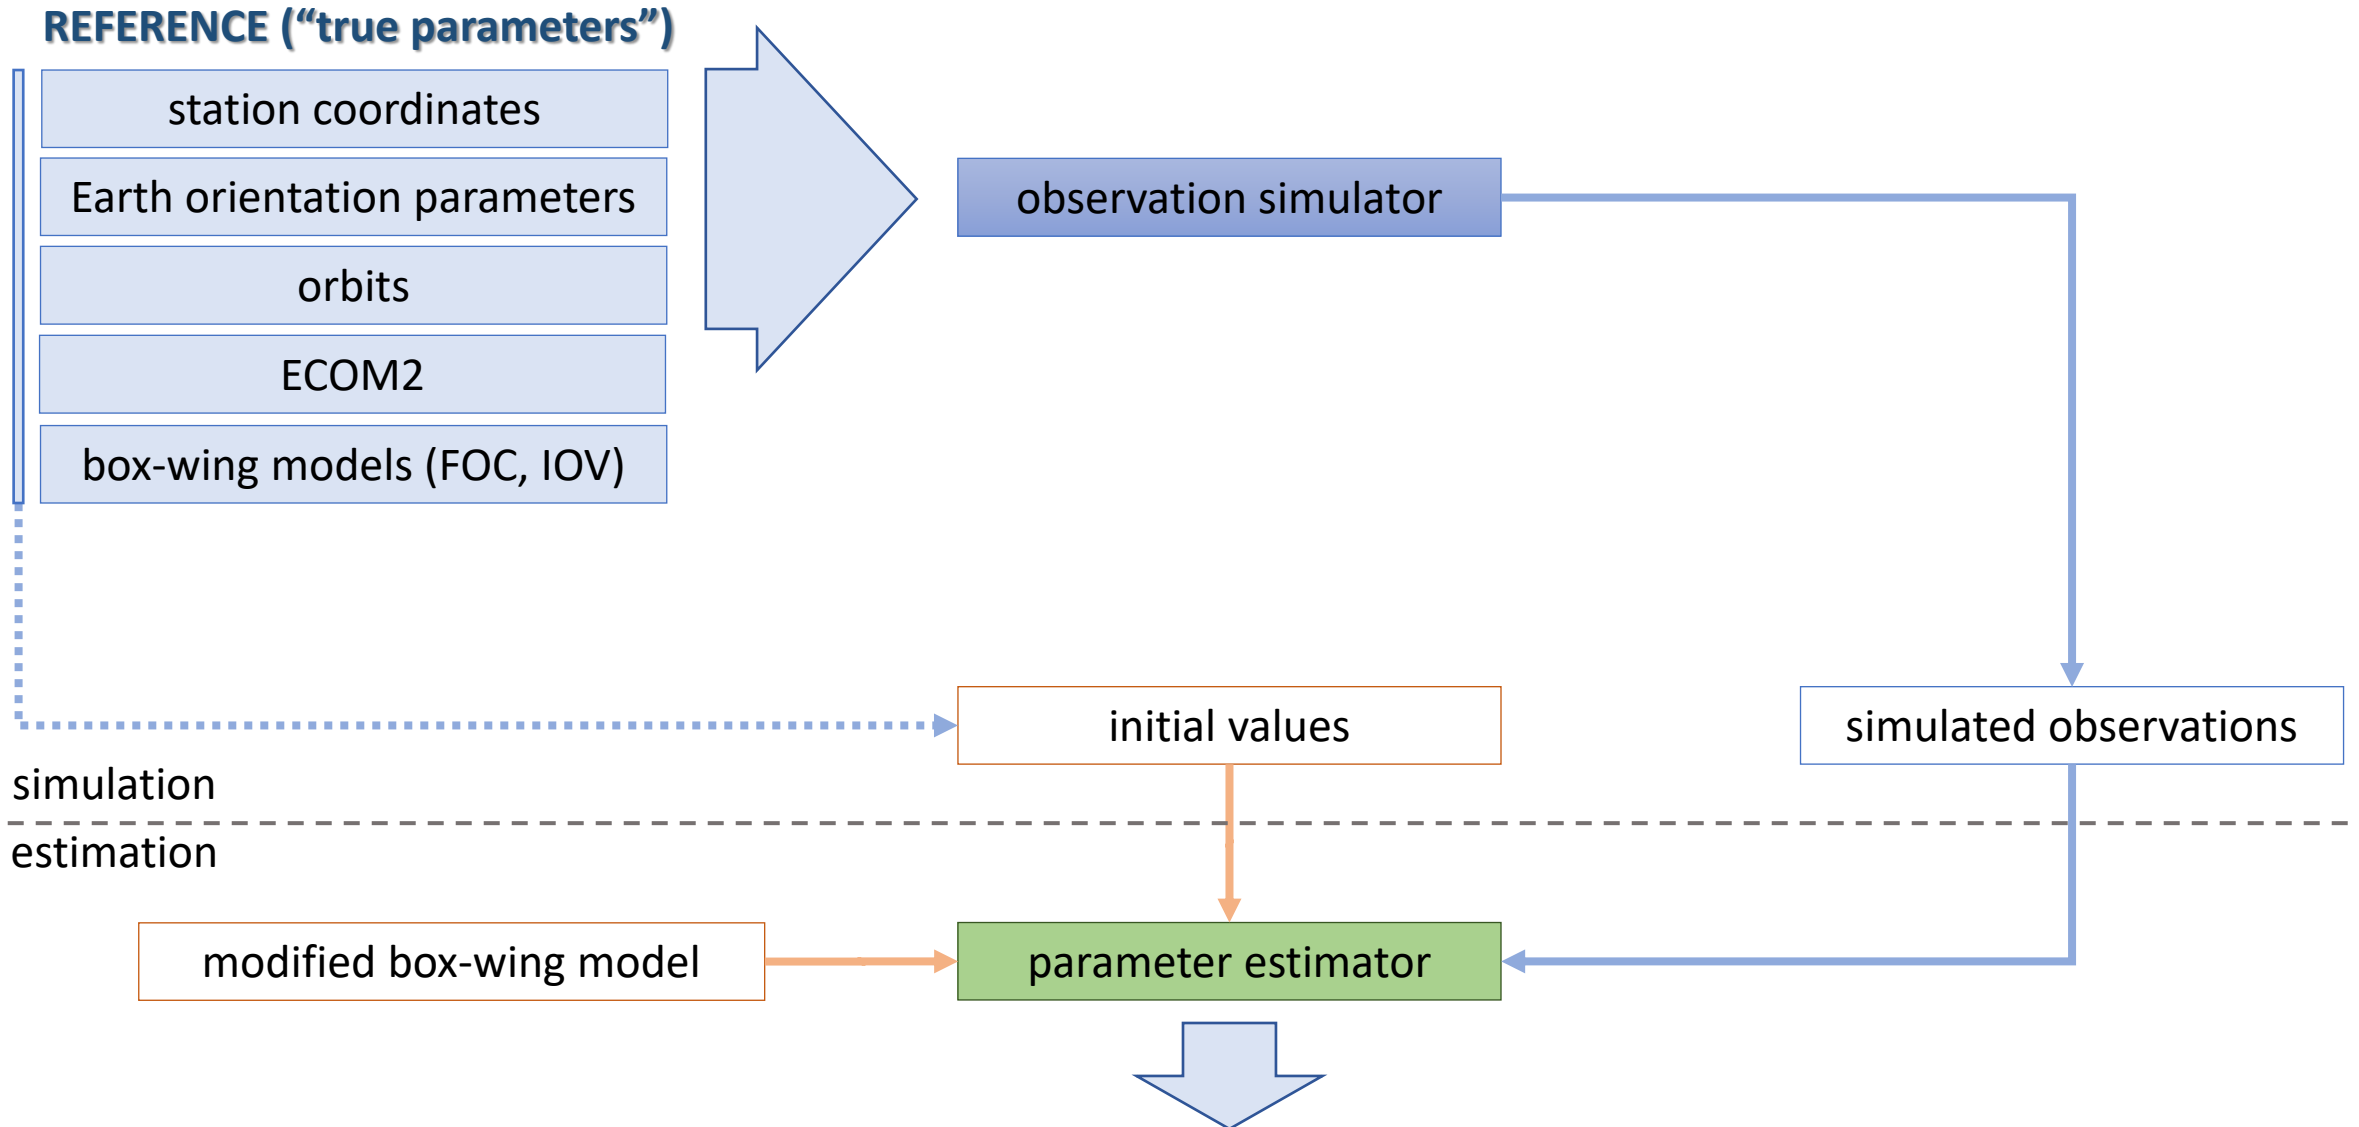 REFERENCE (“true parameters”)
station coordinates
Earth orientation parameters
orbits
ECOM2
box-wing models (FOC, IOV)
observation simulator
initial values
simulated observations
simulation
estimation
modified box-wing model
parameter estimator